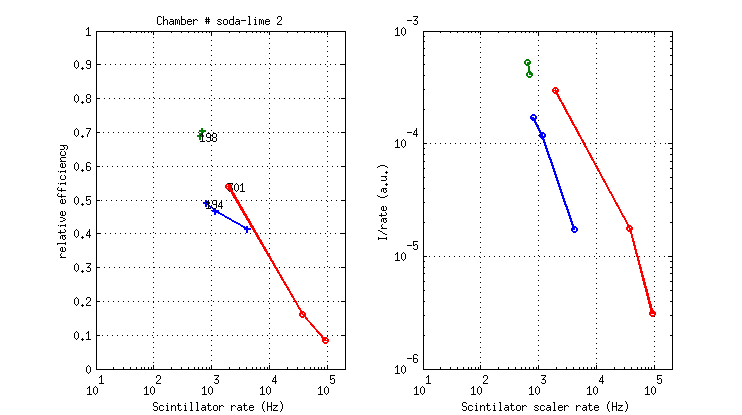 Chamber # soda-lime 2
1
0.9
0.8
0.7
0.6
0.5
0.4
0.3
0.2
0.1
0
relative efficiency
198
194
10^1 10^2 10^3 10^4 10^5
Scintillator rate (Hz)
10^-3
10^-4
10^-5
10^-6
I/rate (a.u.)
10^1 10^2 10^3 10^4 10^5
Scintilator scaler rate (Hz)